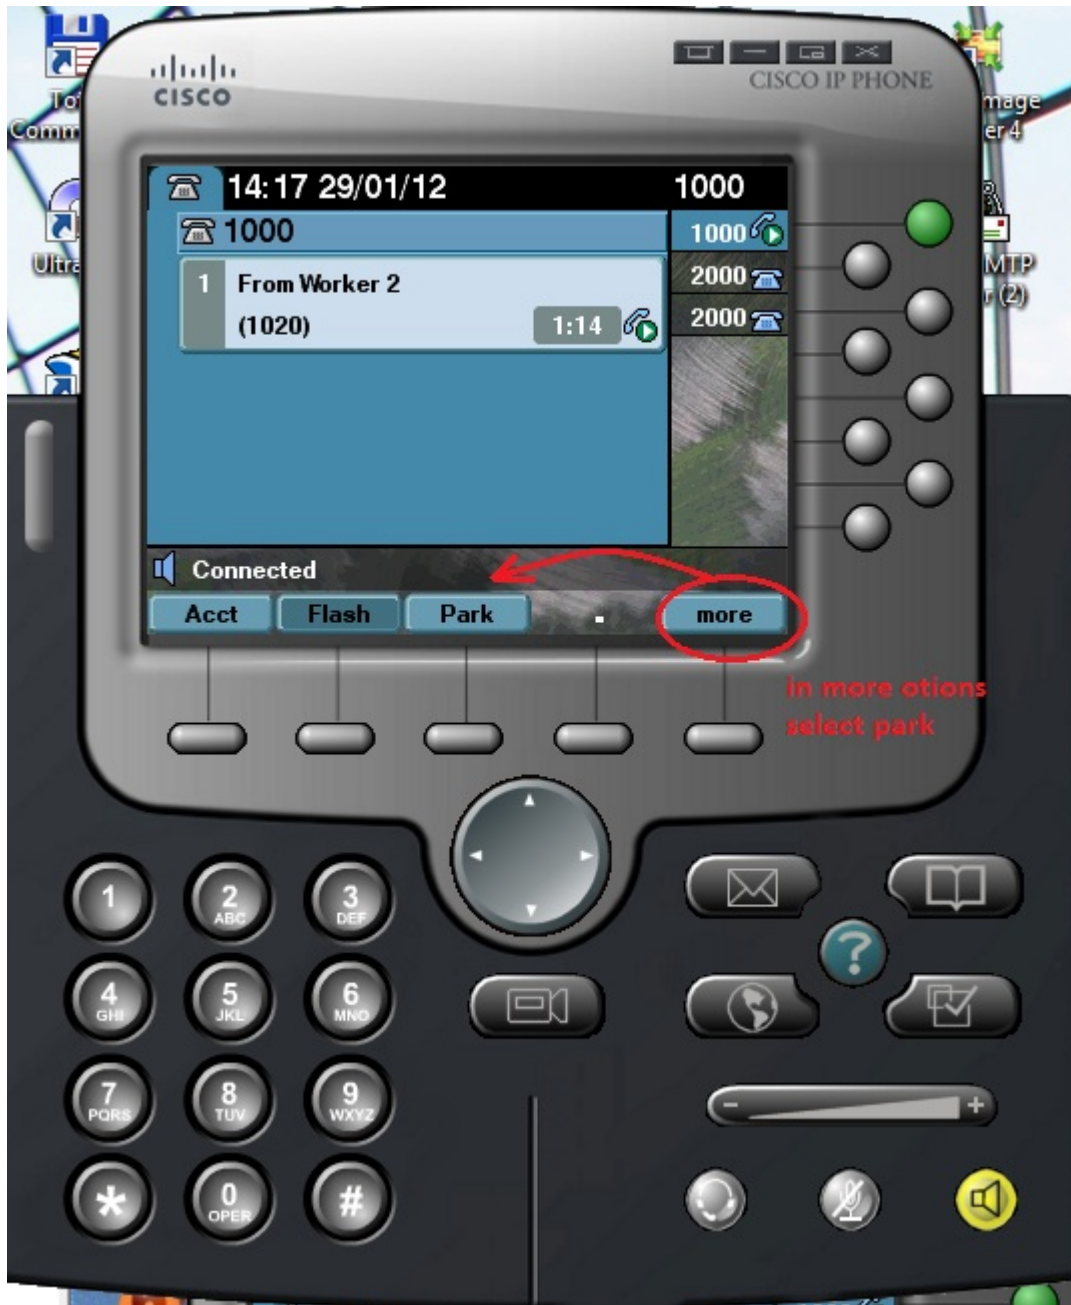 CISCO
CISCO IP PHONE
14:17 29/01/12 1000
1000 1000
1 From Worker 2 2000
(1020) 1:14 2000
Connected
Acct Flash Park . more
in more otions
select park
1 2 ABC 3 DEF
4 GHI 5 JKL 6 MNO
7 PQRS 8 TUV 9 WXYZ
* 0 OPER #
?
- +